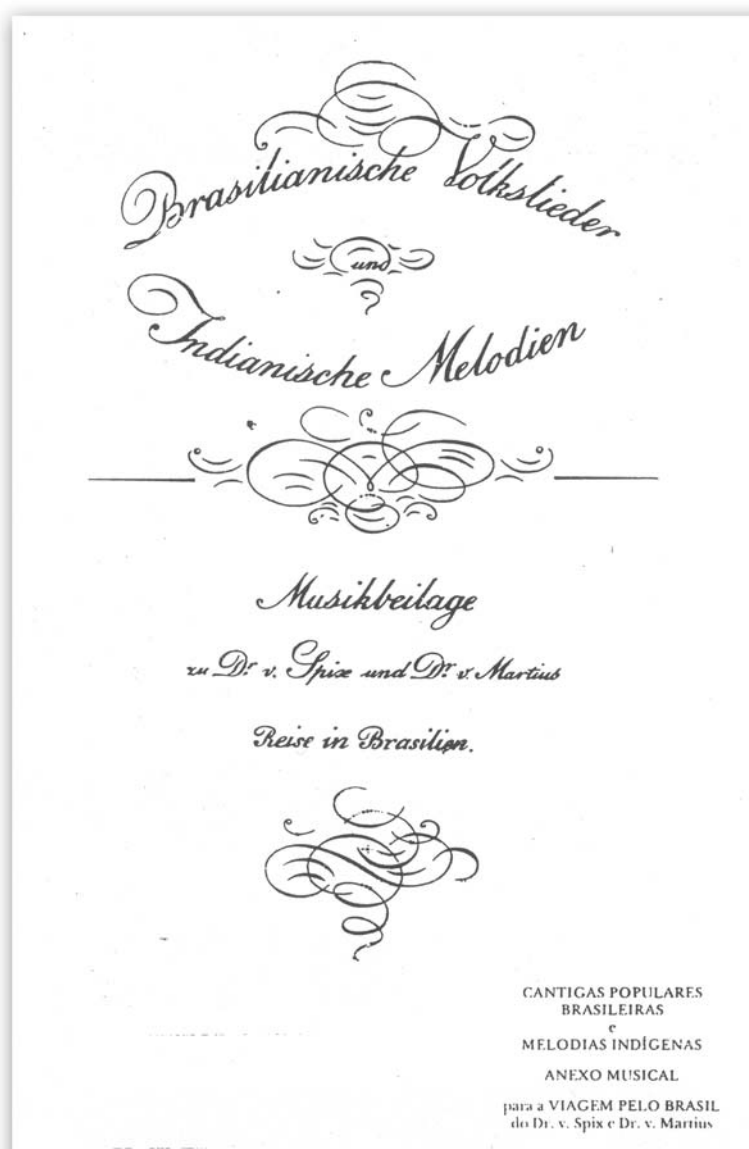 Brasilianische Volkslieder
und
Indianische Melodien
Musikbeilage
zu Dr. v. Spix und Dr. v. Martius
Reise in Brasilien.
CANTIGAS POPULARES
BRASILEIRAS
e
MELODIAS INDÍGENAS
ANEXO MUSICAL
para a VIAGEM PELO BRASIL
do Dr. v. Spix e Dr. v. Martius